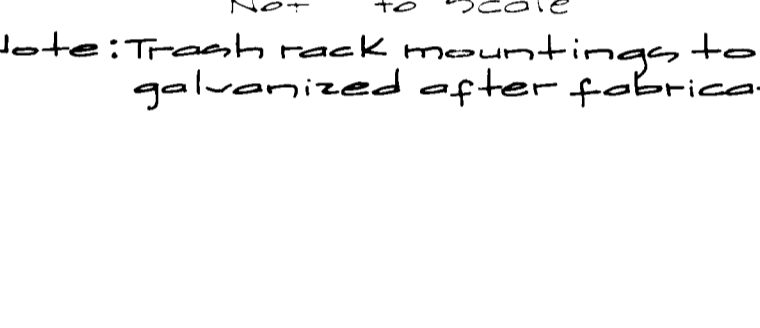 Not to Scale
Note: Trash rack mountings to
galvanized after fabrica